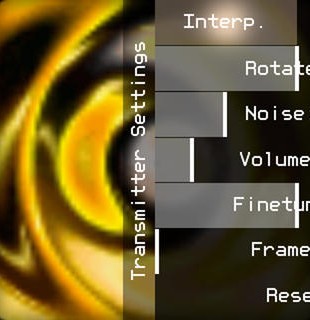 Transmitter Settings
Interp.
Rotate
Noise
Volume
Finetun
Frame
Rese